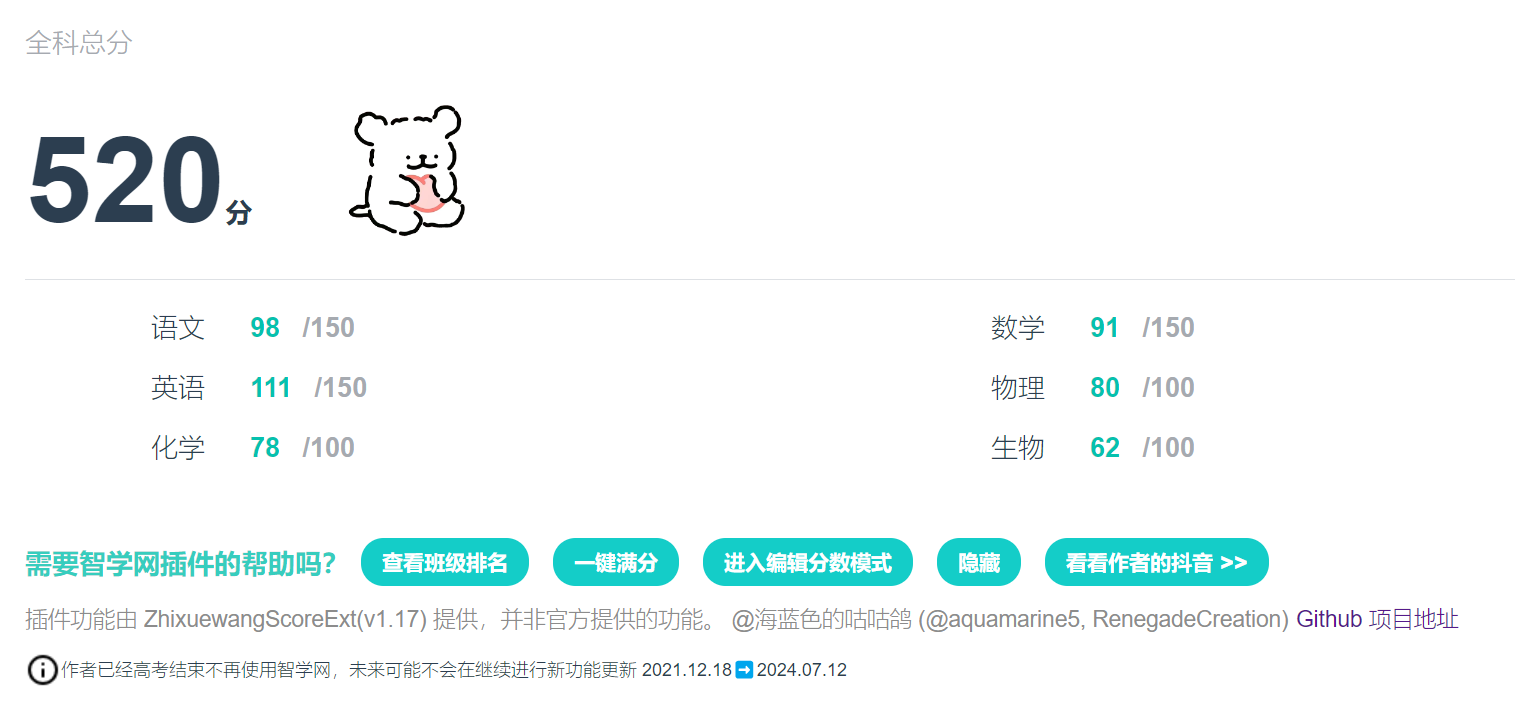 全科总分
520分
语文 98 /150 数学 91 /150
英语 111 /150 物理 80 /100
化学 78 /100 生物 62 /100
需要智学网插件的帮助吗？ 查看班级排名 一键满分 进入编辑分数模式 隐藏 看看作者的抖音 >>
插件功能由 ZhixuewangScoreExt(v1.17) 提供，并非官方提供的功能。 @海蓝色的咕咕鸽 (@aquamarine5, RenegadeCreation) Github 项目地址
作者已经高考结束不再使用智学网，未来可能不会在继续进行新功能更新 2021.12.18➡2024.07.12